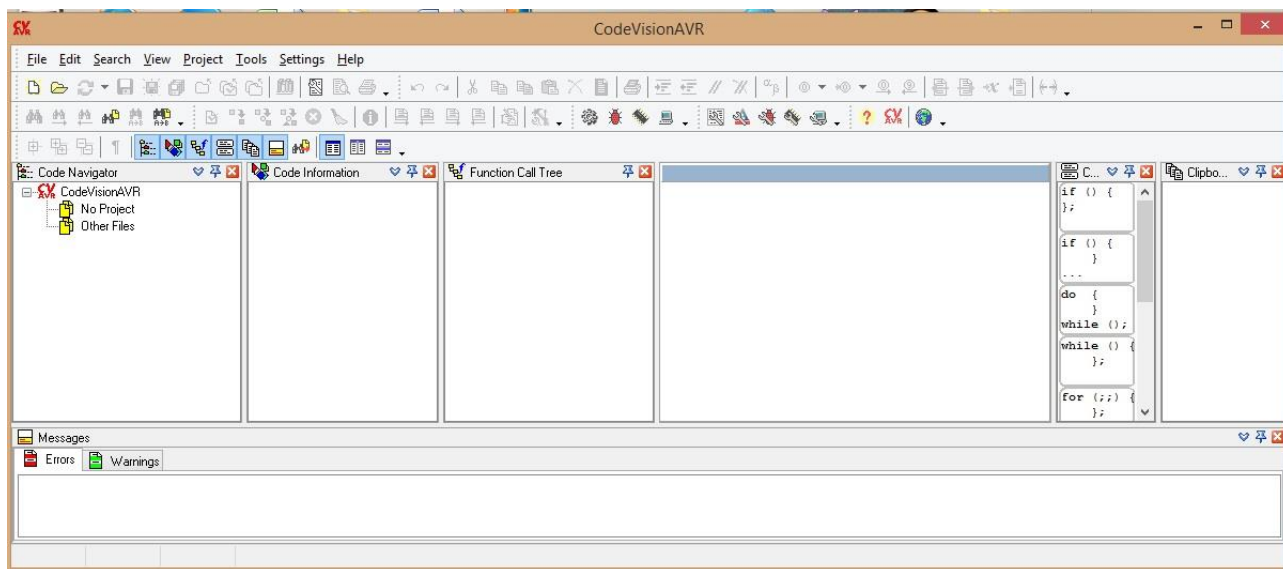 CodeVisionAVR
File Edit Search View Project Tools Settings Help
Code Navigator
CodeVisionAVR
No Project
Other Files
Code Information
Function Call Tree
C...
if () {
};
if () {
}
...
do {
}
while ();
while () {
};
for (;;) {
};
Clipbo...
Messages
Errors Warnings